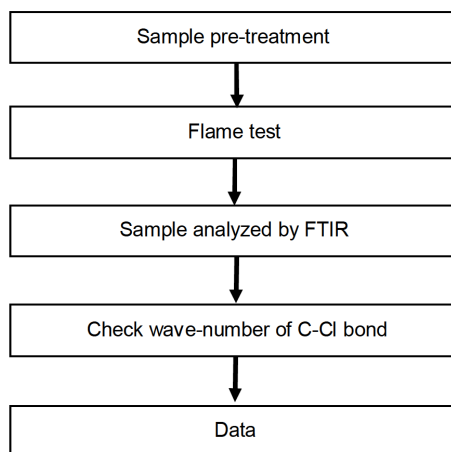 Sample pre-treatment
Flame test
Sample analyzed by FTIR
Check wave-number of C-Cl bond
Data